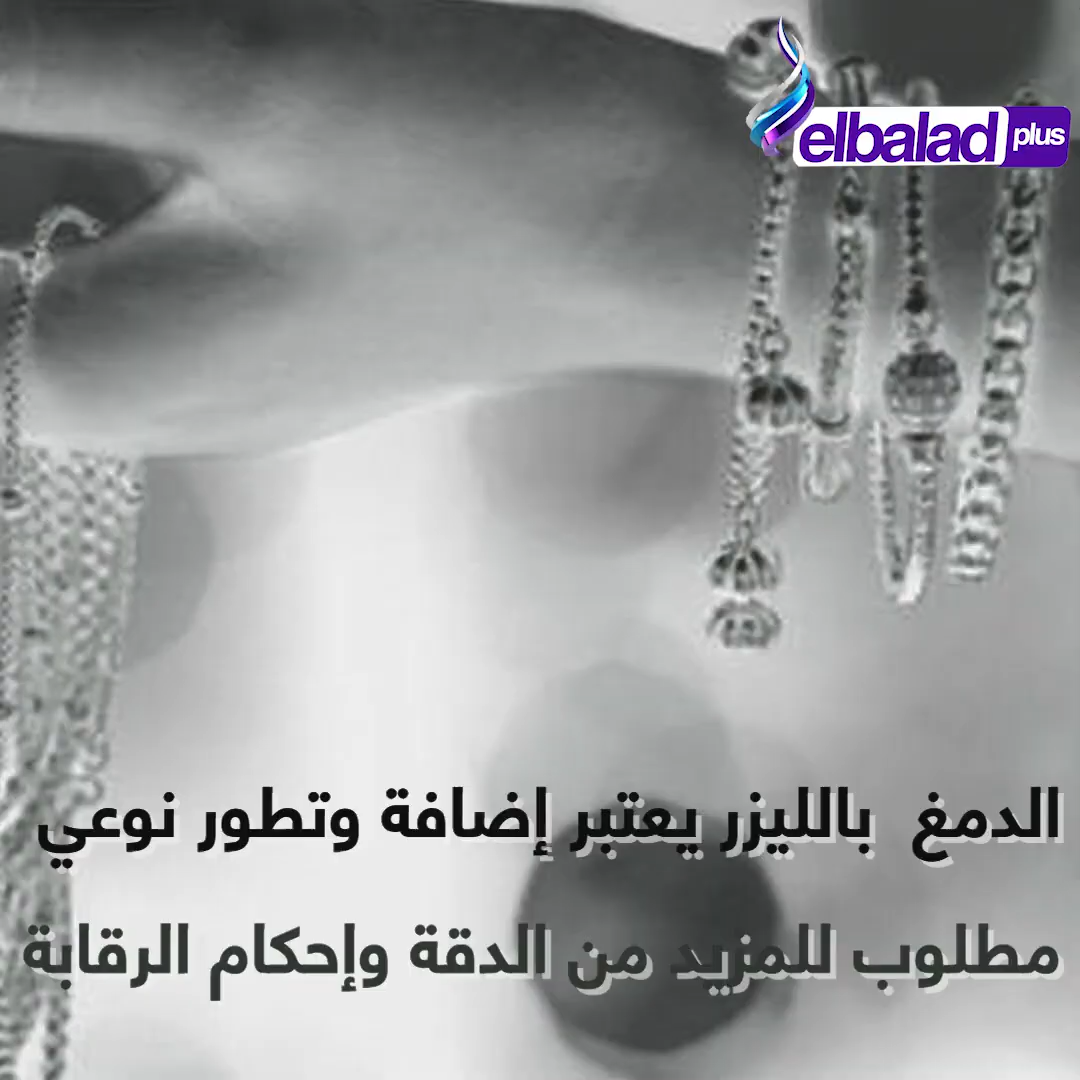 elbalad plus
الدمغ بالليزر يعتبر إضافة وتطور نوعي
مطلوب للمزيد من الدقة وإحكام الرقابة